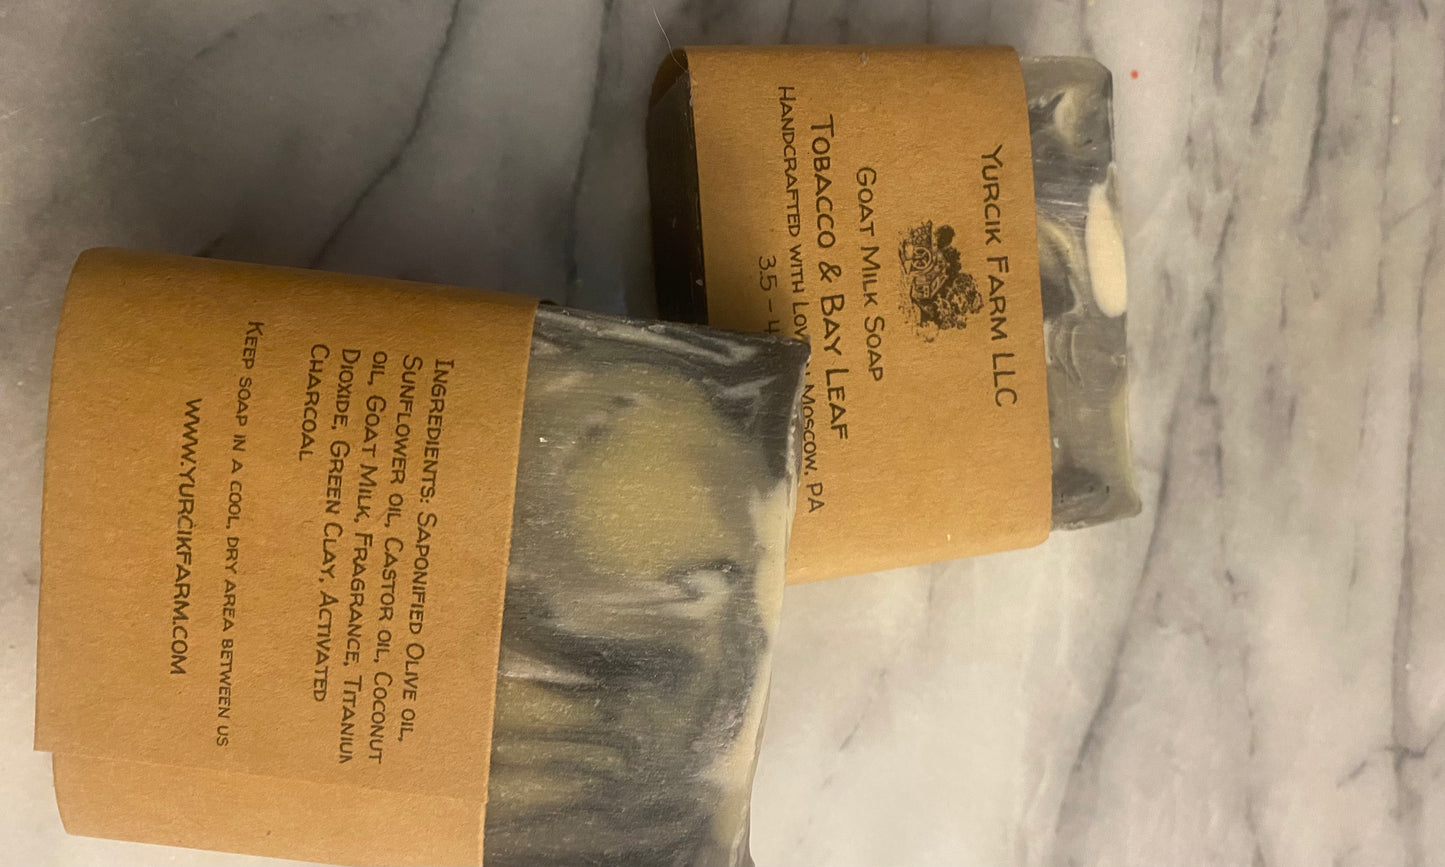 Yurcik Farm LLC
Goat Milk Soap
Tobacco & Bay Leaf
Handcrafted with Moscow, PA
3.5 –
Ingredients: Saponified Olive oil,
Sunflower oil, Castor oil, Coconut
oil, Goat Milk, Fragrance, Titanium
Dioxide, Green Clay, Activated
Charcoal
Keep soap in a cool, dry area between us
www.yurcikfarm.com